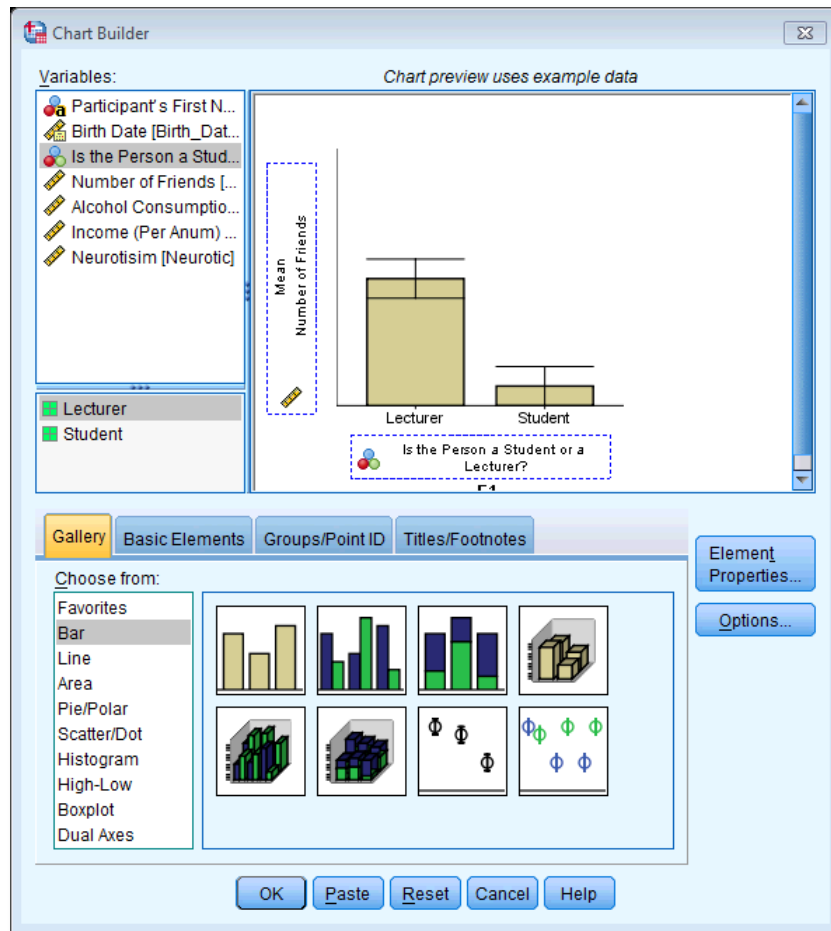 Chart Builder
Variables:
Participant's First N...
Birth Date [Birth_Dat...
Is the Person a Stud...
Number of Friends [...
Alcohol Consumptio...
Income (Per Anum) ...
Neurotisim [Neurotic]
Lecturer
Student
Chart preview uses example data
Mean
Number of Friends
Lecturer Student
Is the Person a Student or a
Lecturer?
Gallery Basic Elements Groups/Point ID Titles/Footnotes
Choose from:
Favorites
Bar
Line
Area
Pie/Polar
Scatter/Dot
Histogram
High-Low
Boxplot
Dual Axes
Element
Properties...
Options...
OK Paste Reset Cancel Help